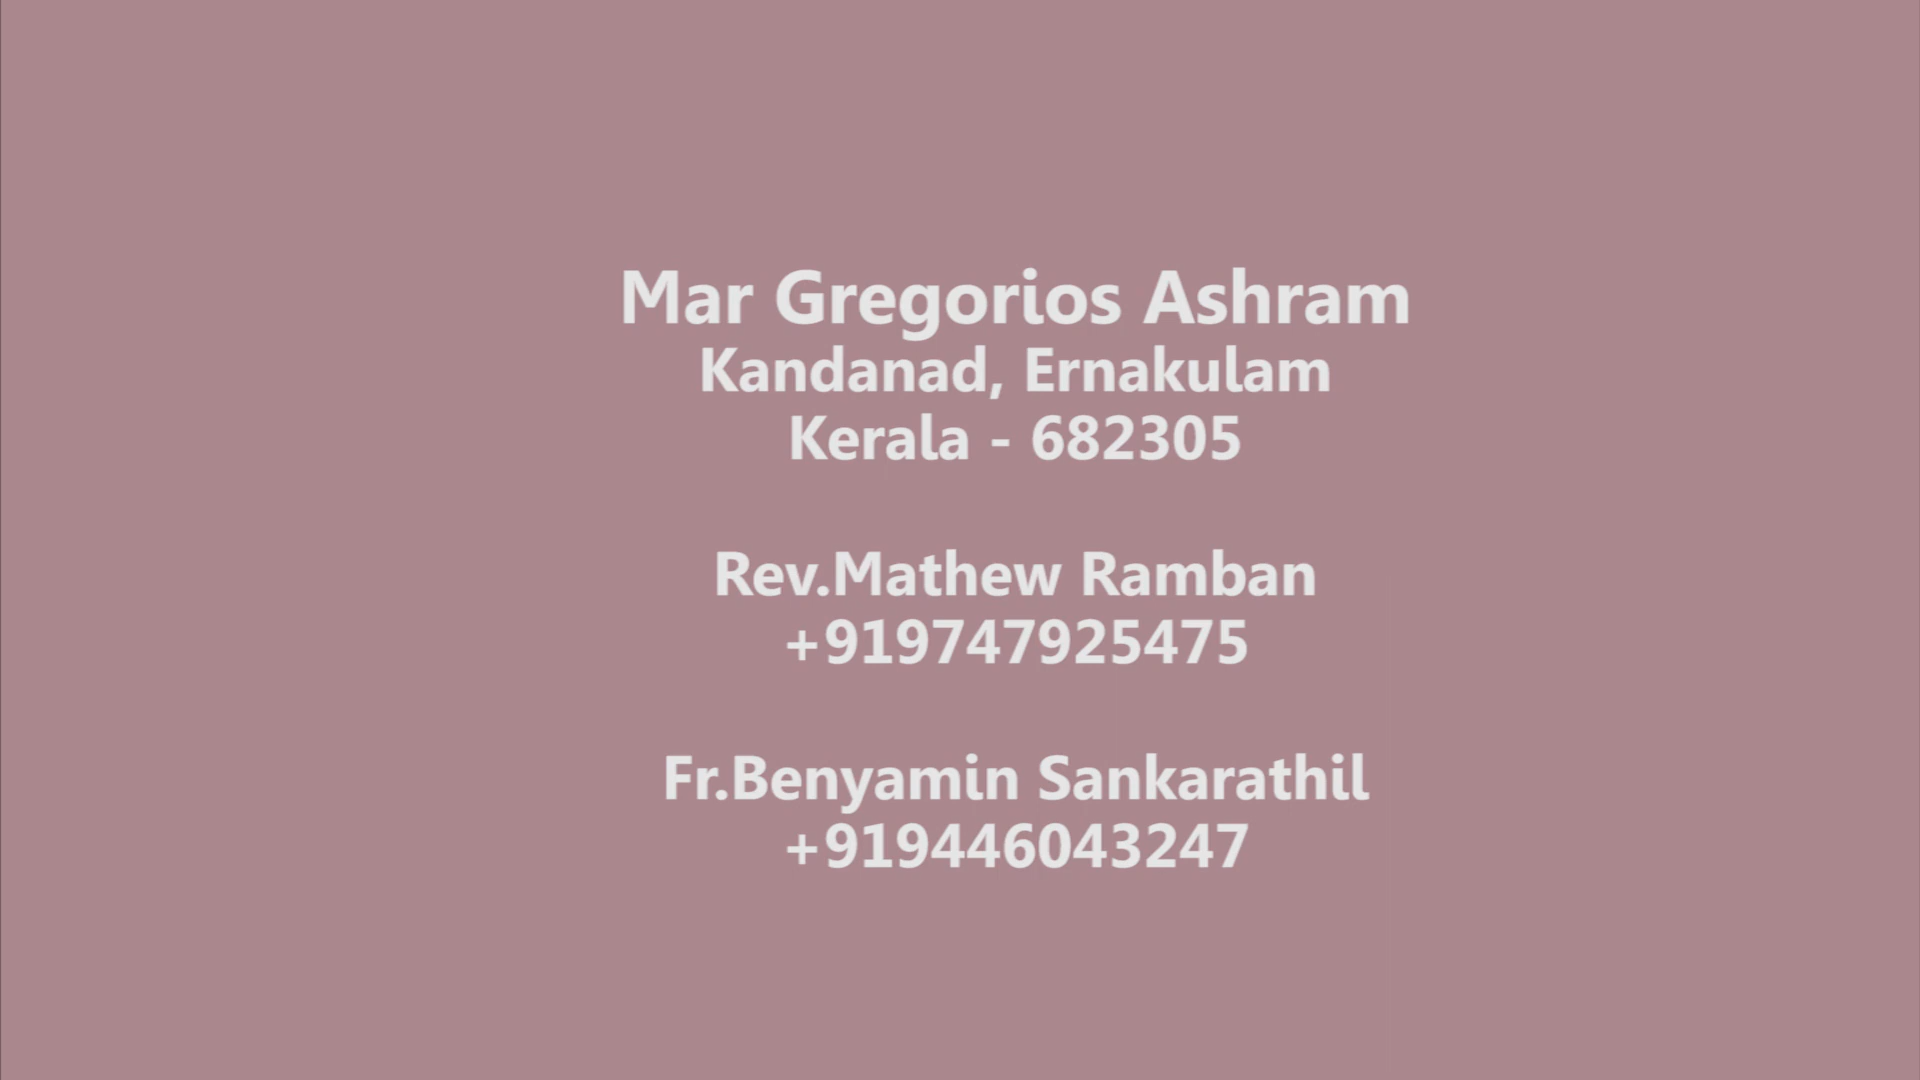 Mar Gregorios Ashram
Kandanad, Ernakulam
Kerala - 682305
Rev.Mathew Ramban
+919747925475
Fr.Benyamin Sankarathil
+919446043247